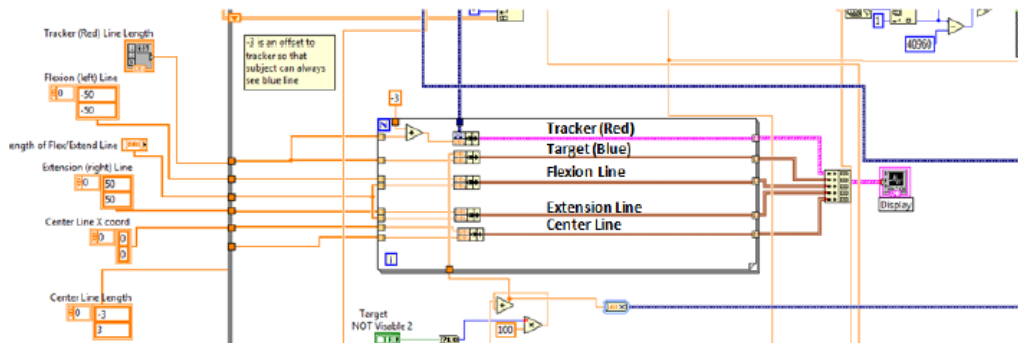 Tracker (Red) Line Length
-3 is an offset to
tracker so that
subject can always
see blue line
1
40960
Flexion (left) Line
0
-50
-50
-3
N
ength of Flex/Extend Line
Extension (right) Line
0
50
50
Center Line X coord
0
0
0
Center Line Length
0
-3
3
Tracker (Red)
Target (Blue)
Flexion Line
Extension Line
Center Line
i
Display
Target
NOT Visable 2
100